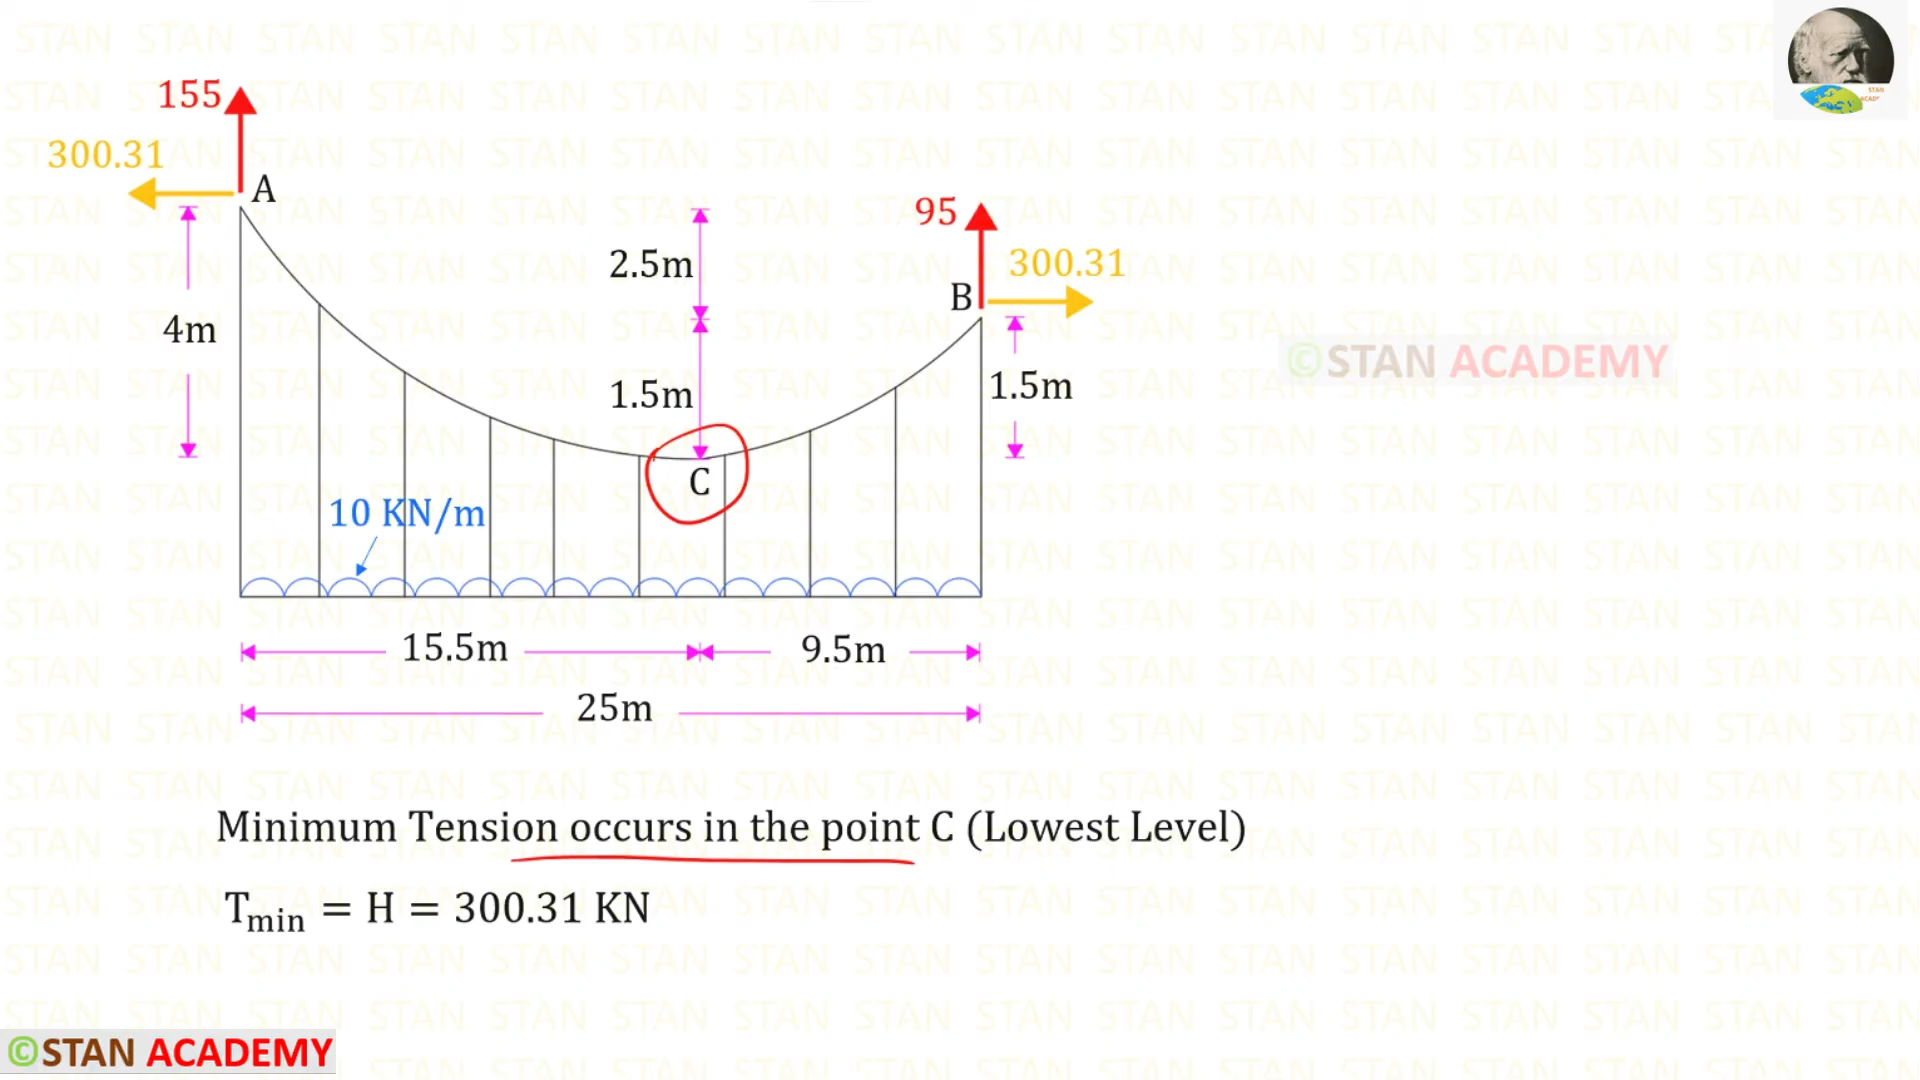 155
300.31
A
95
2.5m
300.31
B
4m
©STAN ACADEMY
1.5m
1.5m
C
10 KN/m
15.5m
9.5m
25m
Minimum Tension occurs in the point C (Lowest Level)
Tmin = H = 300.31 KN
©STAN ACADEMY